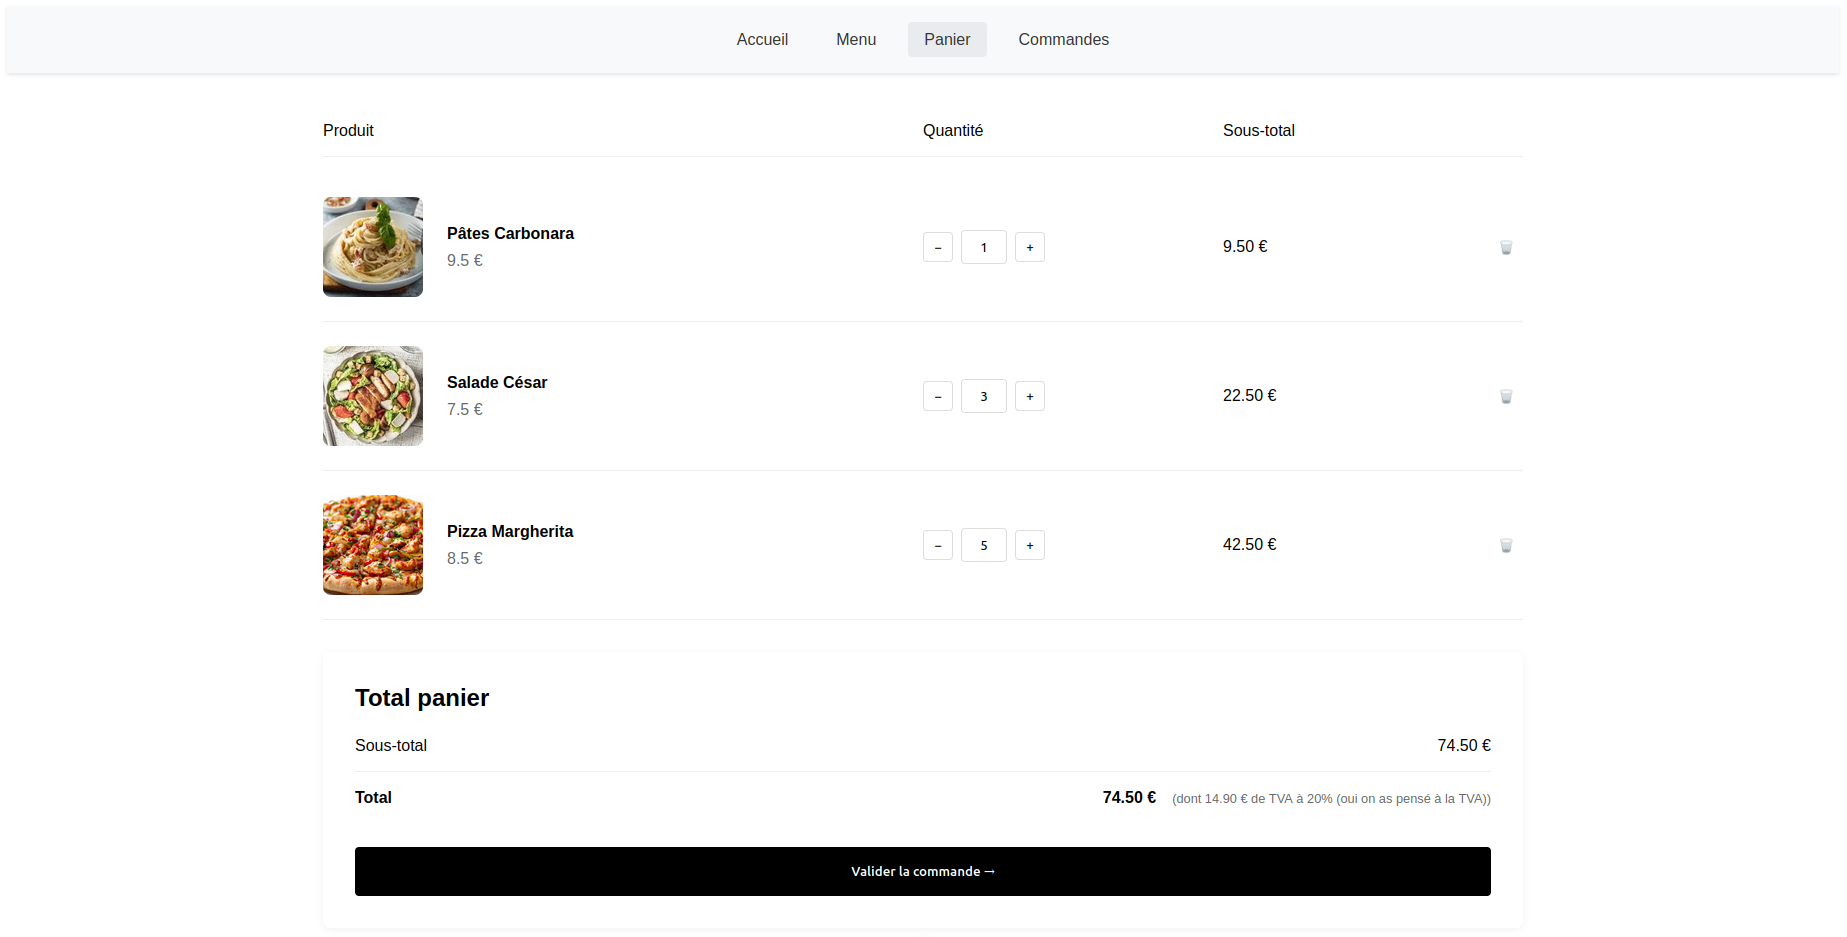 Accueil Menu Panier Commandes
Produit Quantité Sous-total
Pâtes Carbonara
9.5 €
− 1 + 9.50 €
Salade César
7.5 €
− 3 + 22.50 €
Pizza Margherita
8.5 €
− 5 + 42.50 €
Total panier
Sous-total 74.50 €
Total 74.50 € (dont 14.90 € de TVA à 20% (oui on as pensé à la TVA))
Valider la commande →